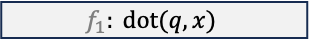 f₁: dot(q, x)